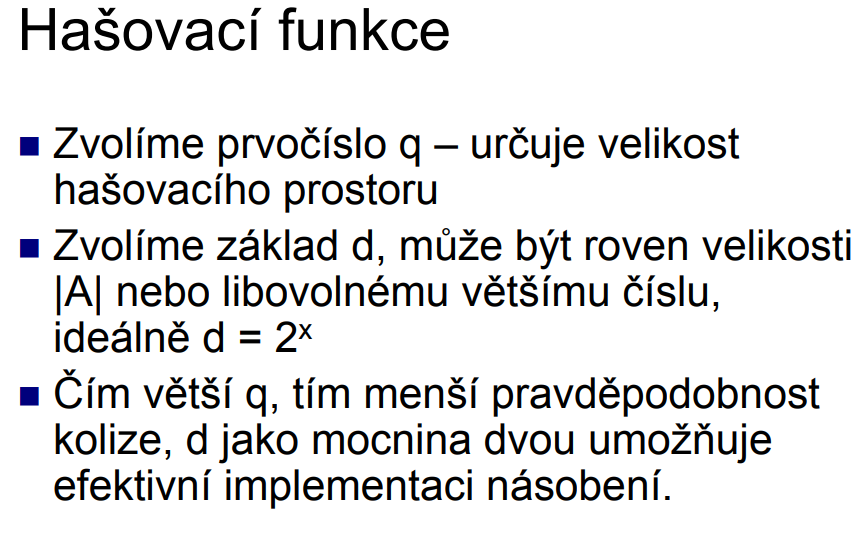 Hašovací funkce
Zvolíme prvočíslo q – určuje velikost
hašovacího prostoru
Zvolíme základ d, může být roven velikosti
|A| nebo libovolnému většímu číslu,
ideálně d = 2ˣ
Čím větší q, tím menší pravděpodobnost
kolize, d jako mocnina dvou umožňuje
efektivní implementaci násobení.